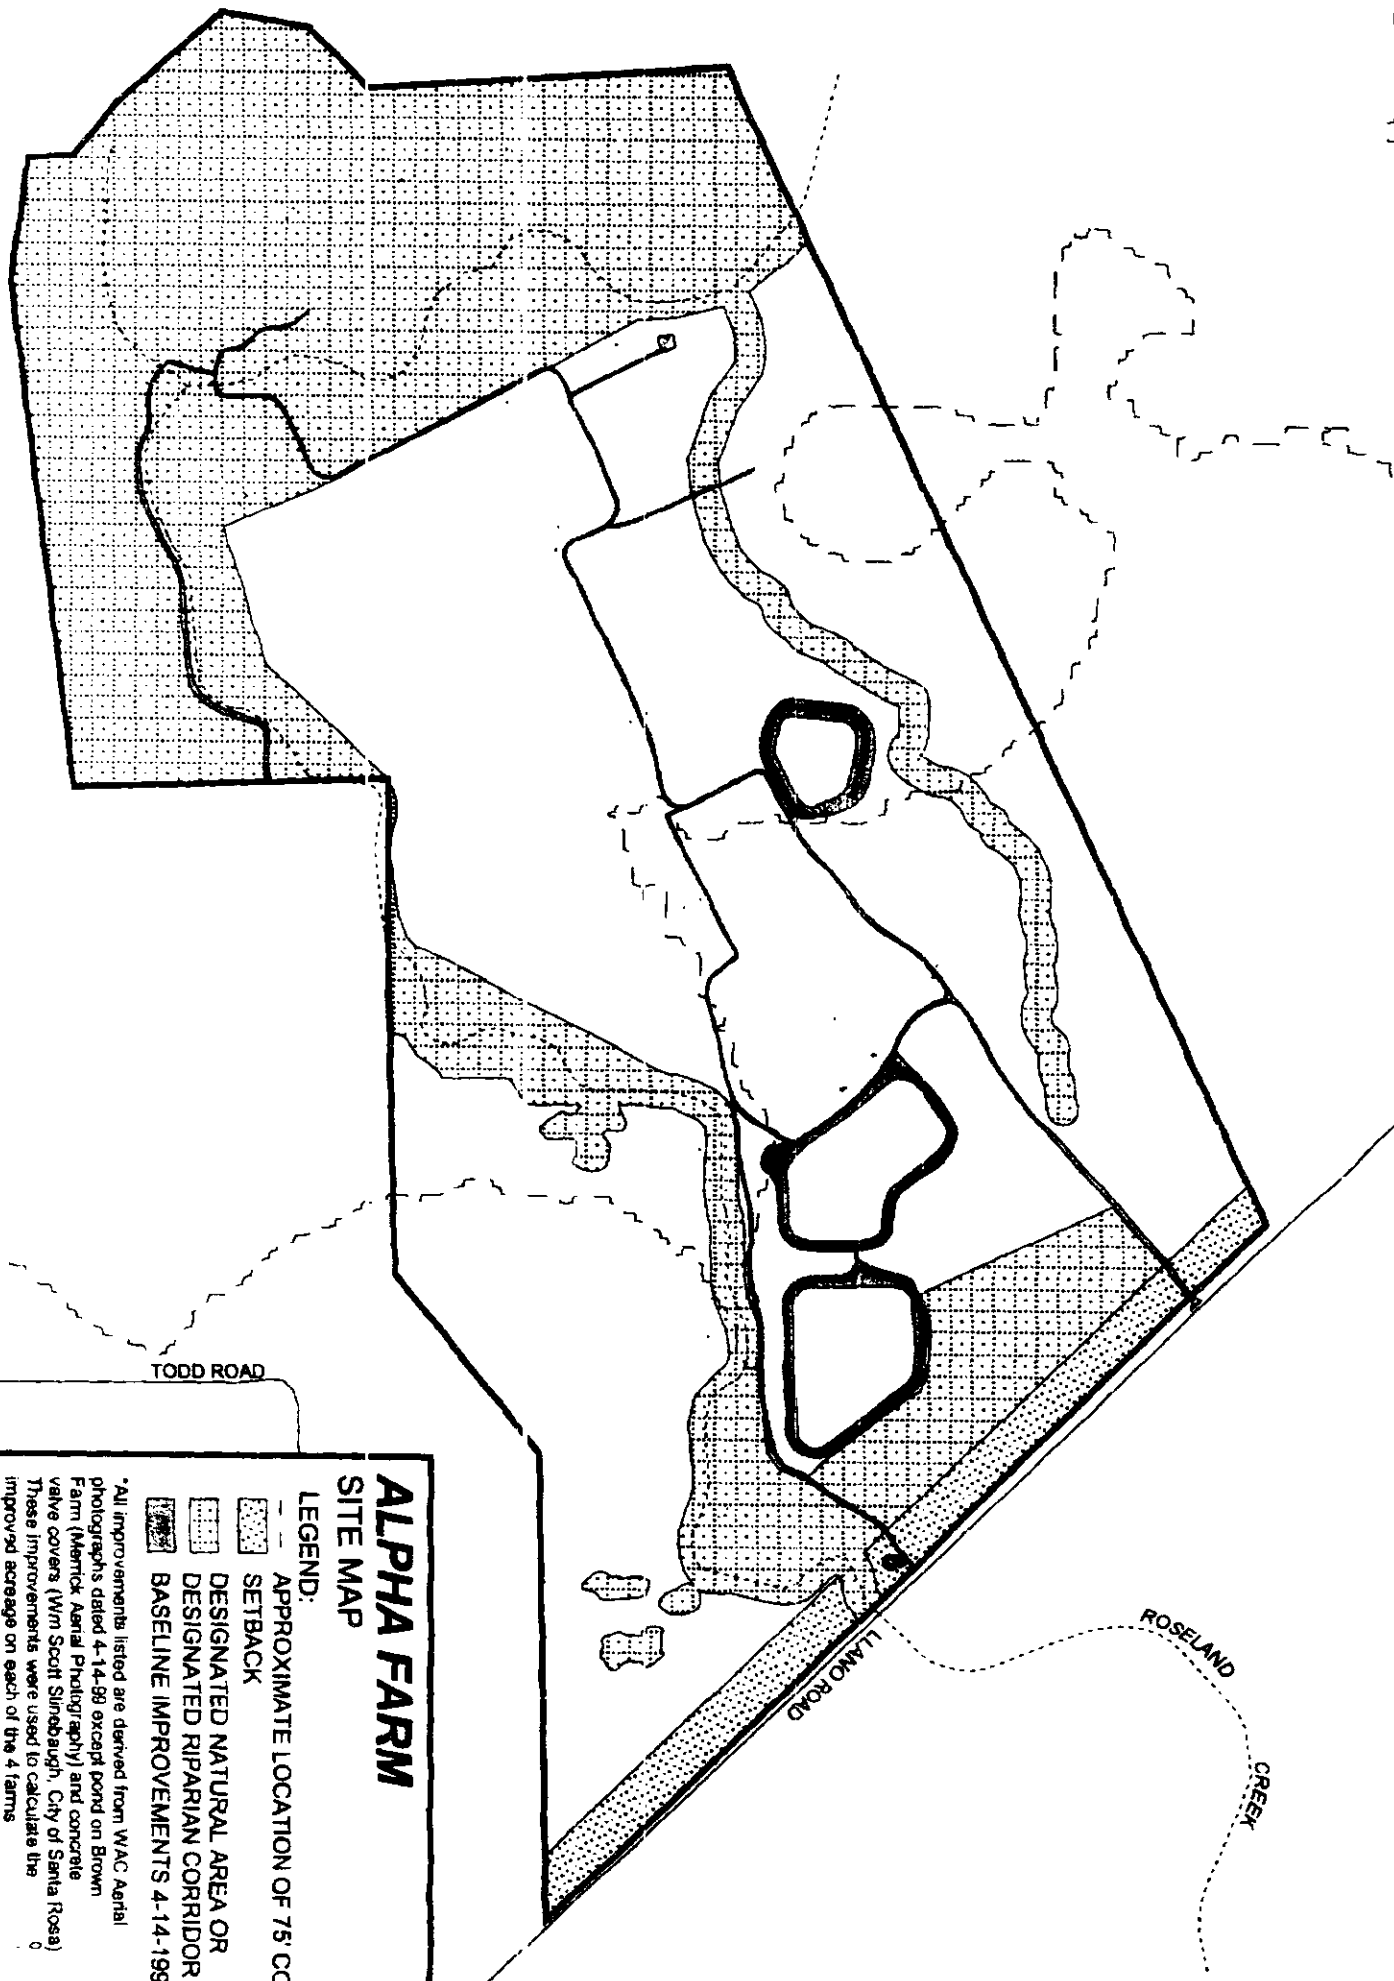 TODD ROAD
ROSELAND
CREEK
LLANO ROAD
ALPHA FARM
SITE MAP
LEGEND:
APPROXIMATE LOCATION OF 75' CO
SETBACK
DESIGNATED NATURAL AREA OR
DESIGNATED RIPARIAN CORRIDOR
BASELINE IMPROVEMENTS 4-14-199
*All improvements listed are derived from WAC Aerial
photographs dated 4-14-99 except pond on Brown
Farm (Merrick Aerial Photography) and concrete
valve covers (Wm Scott Slinebaugh, City of Santa Rosa)
These improvements were used to calculate the
improved acreage on each of the 4 farms
0